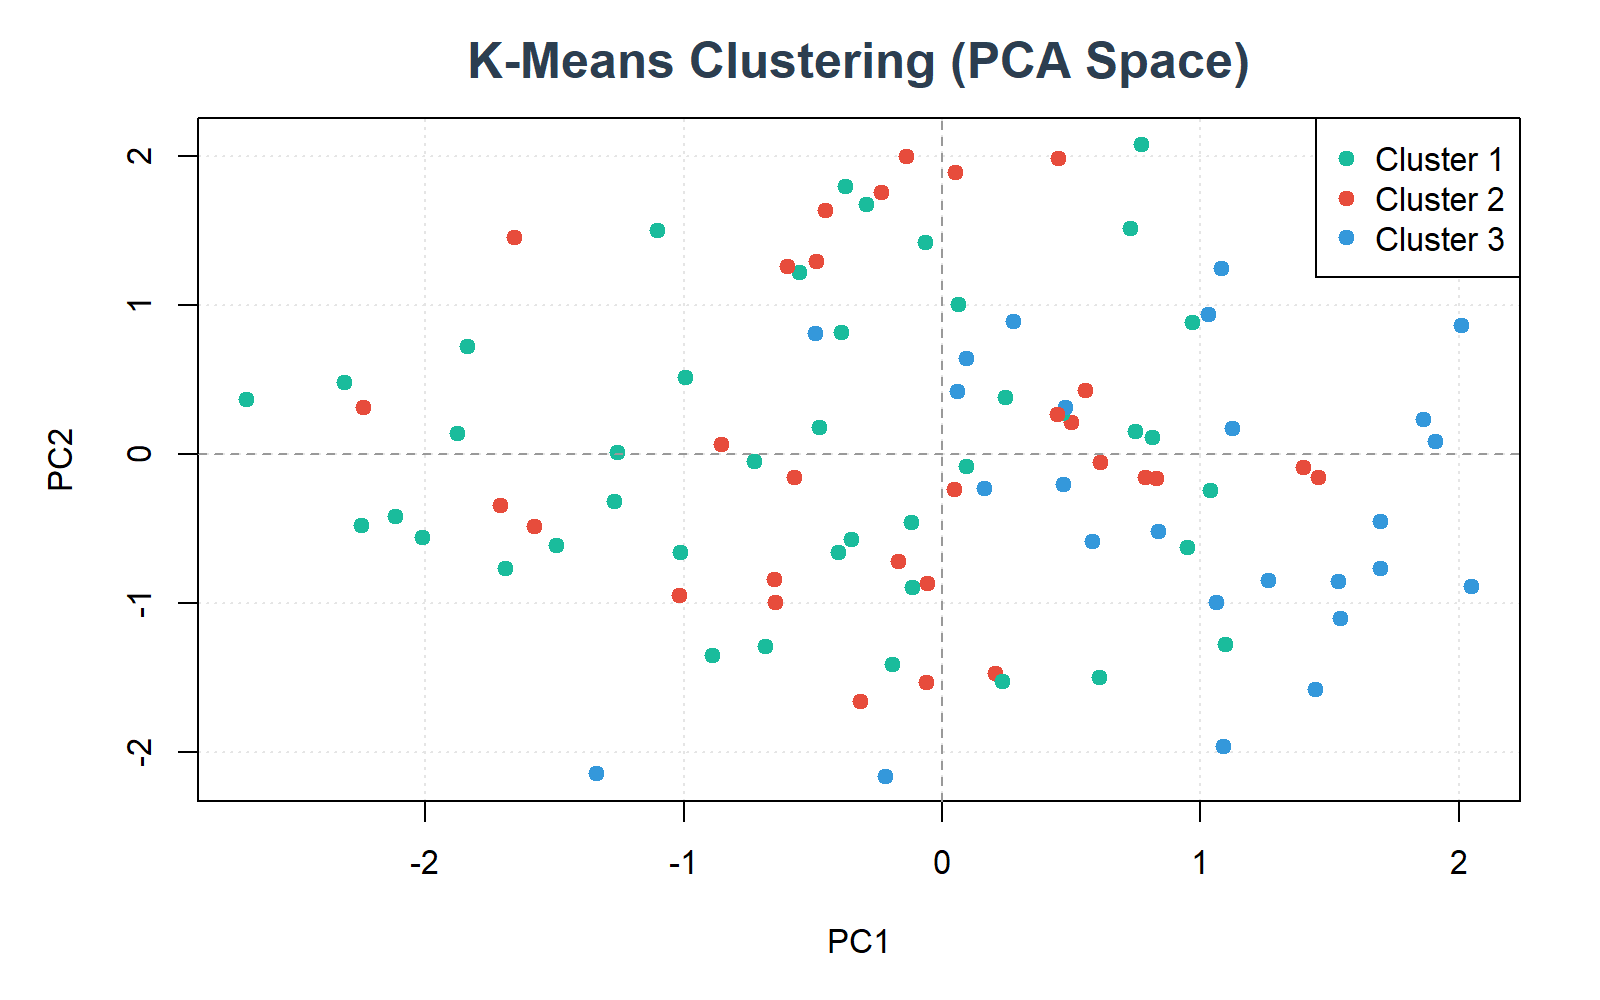 K-Means Clustering (PCA Space)
Cluster 1
Cluster 2
Cluster 3
PC2
2
1
0
-1
-2
-2 -1 0 1 2
PC1